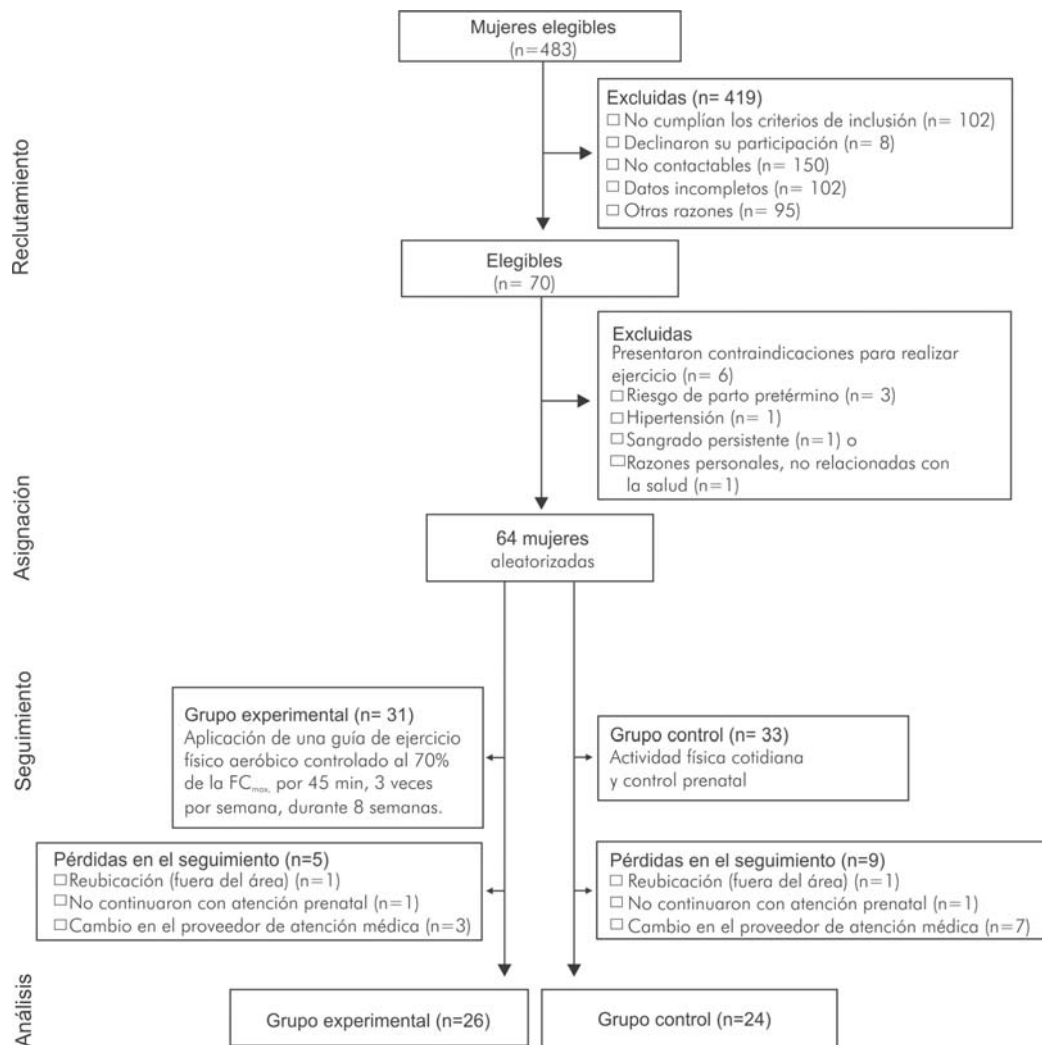 Mujeres elegibles
(n=483)
Excluidas (n= 419)
□ No cumplían los criterios de inclusión (n= 102)
□ Declinaron su participación (n= 8)
□ No contactables (n= 150)
□ Datos incompletos (n= 102)
□ Otras razones (n= 95)
Reclutamiento
Elegibles
(n= 70)
Excluidas
Presentaron contraindicaciones para realizar
ejercicio (n= 6)
□ Riesgo de parto pretérmino (n= 3)
□ Hipertensión (n= 1)
□ Sangrado persistente (n=1) o
□ Razones personales, no relacionadas con
la salud (n=1)
Asignación
64 mujeres
aleatorizadas
Seguimiento
Grupo experimental (n= 31)
Aplicación de una guía de ejercicio
físico aeróbico controlado al 70%
de la FCmax, por 45 min, 3 veces
por semana, durante 8 semanas.
Grupo control (n= 33)
Actividad física cotidiana
y control prenatal
Pérdidas en el seguimiento (n=5)
□ Reubicación (fuera del área) (n=1)
□ No continuaron con atención prenatal (n=1)
□ Cambio en el proveedor de atención médica (n=3)
Pérdidas en el seguimiento (n=9)
□ Reubicación (fuera del área) (n=1)
□ No continuaron con atención prenatal (n=1)
□ Cambio en el proveedor de atención médica (n=7)
Análisis
Grupo experimental (n=26)
Grupo control (n=24)